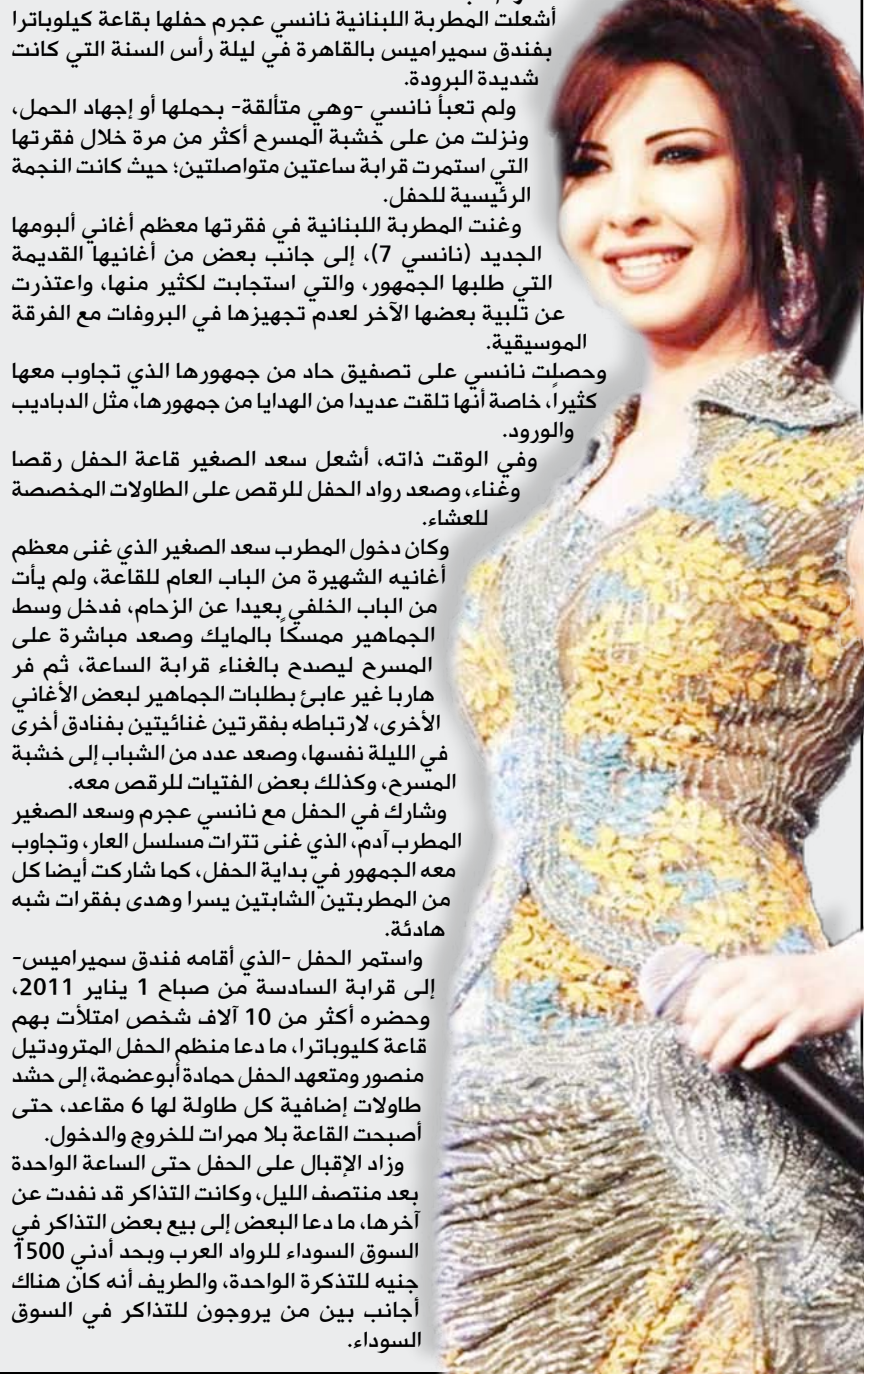 أشعلت المطربة اللبنانية نانسي عجرم حفلها بقاعة كيلوباترا
بفندق سميراميس بالقاهرة في ليلة رأس السنة التي كانت
شديدة البرودة.
ولم تعبأ نانسي -وهي متألقة- بحملها أو إجهاد الحمل،
ونزلت من على خشبة المسرح أكثر من مرة خلال فقرتها
التي استمرت قرابة ساعتين متواصلتين؛ حيث كانت النجمة
الرئيسية للحفل.
وغنت المطربة اللبنانية في فقرتها معظم أغاني ألبومها
الجديد (نانسي 7)، إلى جانب بعض من أغانيها القديمة
التي طلبها الجمهور، والتي استجابت لكثير منها، واعتذرت
عن تلبية بعضها الآخر لعدم تجهيزها في البروفات مع الفرقة
الموسيقية.
وحصلت نانسي على تصفيق حاد من جمهورها الذي تجاوب معها
كثيراً، خاصة أنها تلقت عديدا من الهدايا من جمهورها، مثل الدباديب
والورود.
وفي الوقت ذاته، أشعل سعد الصغير قاعة الحفل رقصا
وغناء، وصعد رواد الحفل للرقص على الطاولات المخصصة
للعشاء.
وكان دخول المطرب سعد الصغير الذي غنى معظم
أغانيه الشهيرة من الباب العام للقاعة، ولم يأت
من الباب الخلفي بعيدا عن الزحام، فدخل وسط
الجماهير ممسكاً بالمايك وصعد مباشرة على
المسرح ليصدح بالغناء قرابة الساعة، ثم فر
هاربا غير عابئ بطلبات الجماهير لبعض الأغاني
الأخرى، لارتباطه بفقرتين غنائيتين بفنادق أخرى
في الليلة نفسها، وصعد عدد من الشباب إلى خشبة
المسرح، وكذلك بعض الفتيات للرقص معه.
وشارك في الحفل مع نانسي عجرم وسعد الصغير
المطرب آدم، الذي غنى تترات مسلسل العار، وتجاوب
معه الجمهور في بداية الحفل، كما شاركت أيضا كل
من المطربتين الشابتين يسرا وهدى بفقرات شبه
هادئة.
واستمر الحفل -الذي أقامه فندق سميراميس-
إلى قرابة السادسة من صباح 1 يناير 2011،
وحضره أكثر من 10 آلاف شخص امتلأت بهم
قاعة كليوباترا، ما دعا منظم الحفل المترودتيل
منصور ومتعهد الحفل حمادة أبوعضمة، إلى حشد
طاولات إضافية كل طاولة لها 6 مقاعد، حتى
أصبحت القاعة بلا ممرات للخروج والدخول.
وزاد الإقبال على الحفل حتى الساعة الواحدة
بعد منتصف الليل، وكانت التذاكر قد نفدت عن
آخرها، ما دعا البعض إلى بيع بعض التذاكر في
السوق السوداء للرواد العرب وبحد أدني 1500
جنيه للتذكرة الواحدة، والطريف أنه كان هناك
أجانب بين من يروجون للتذاكر في السوق
السوداء.